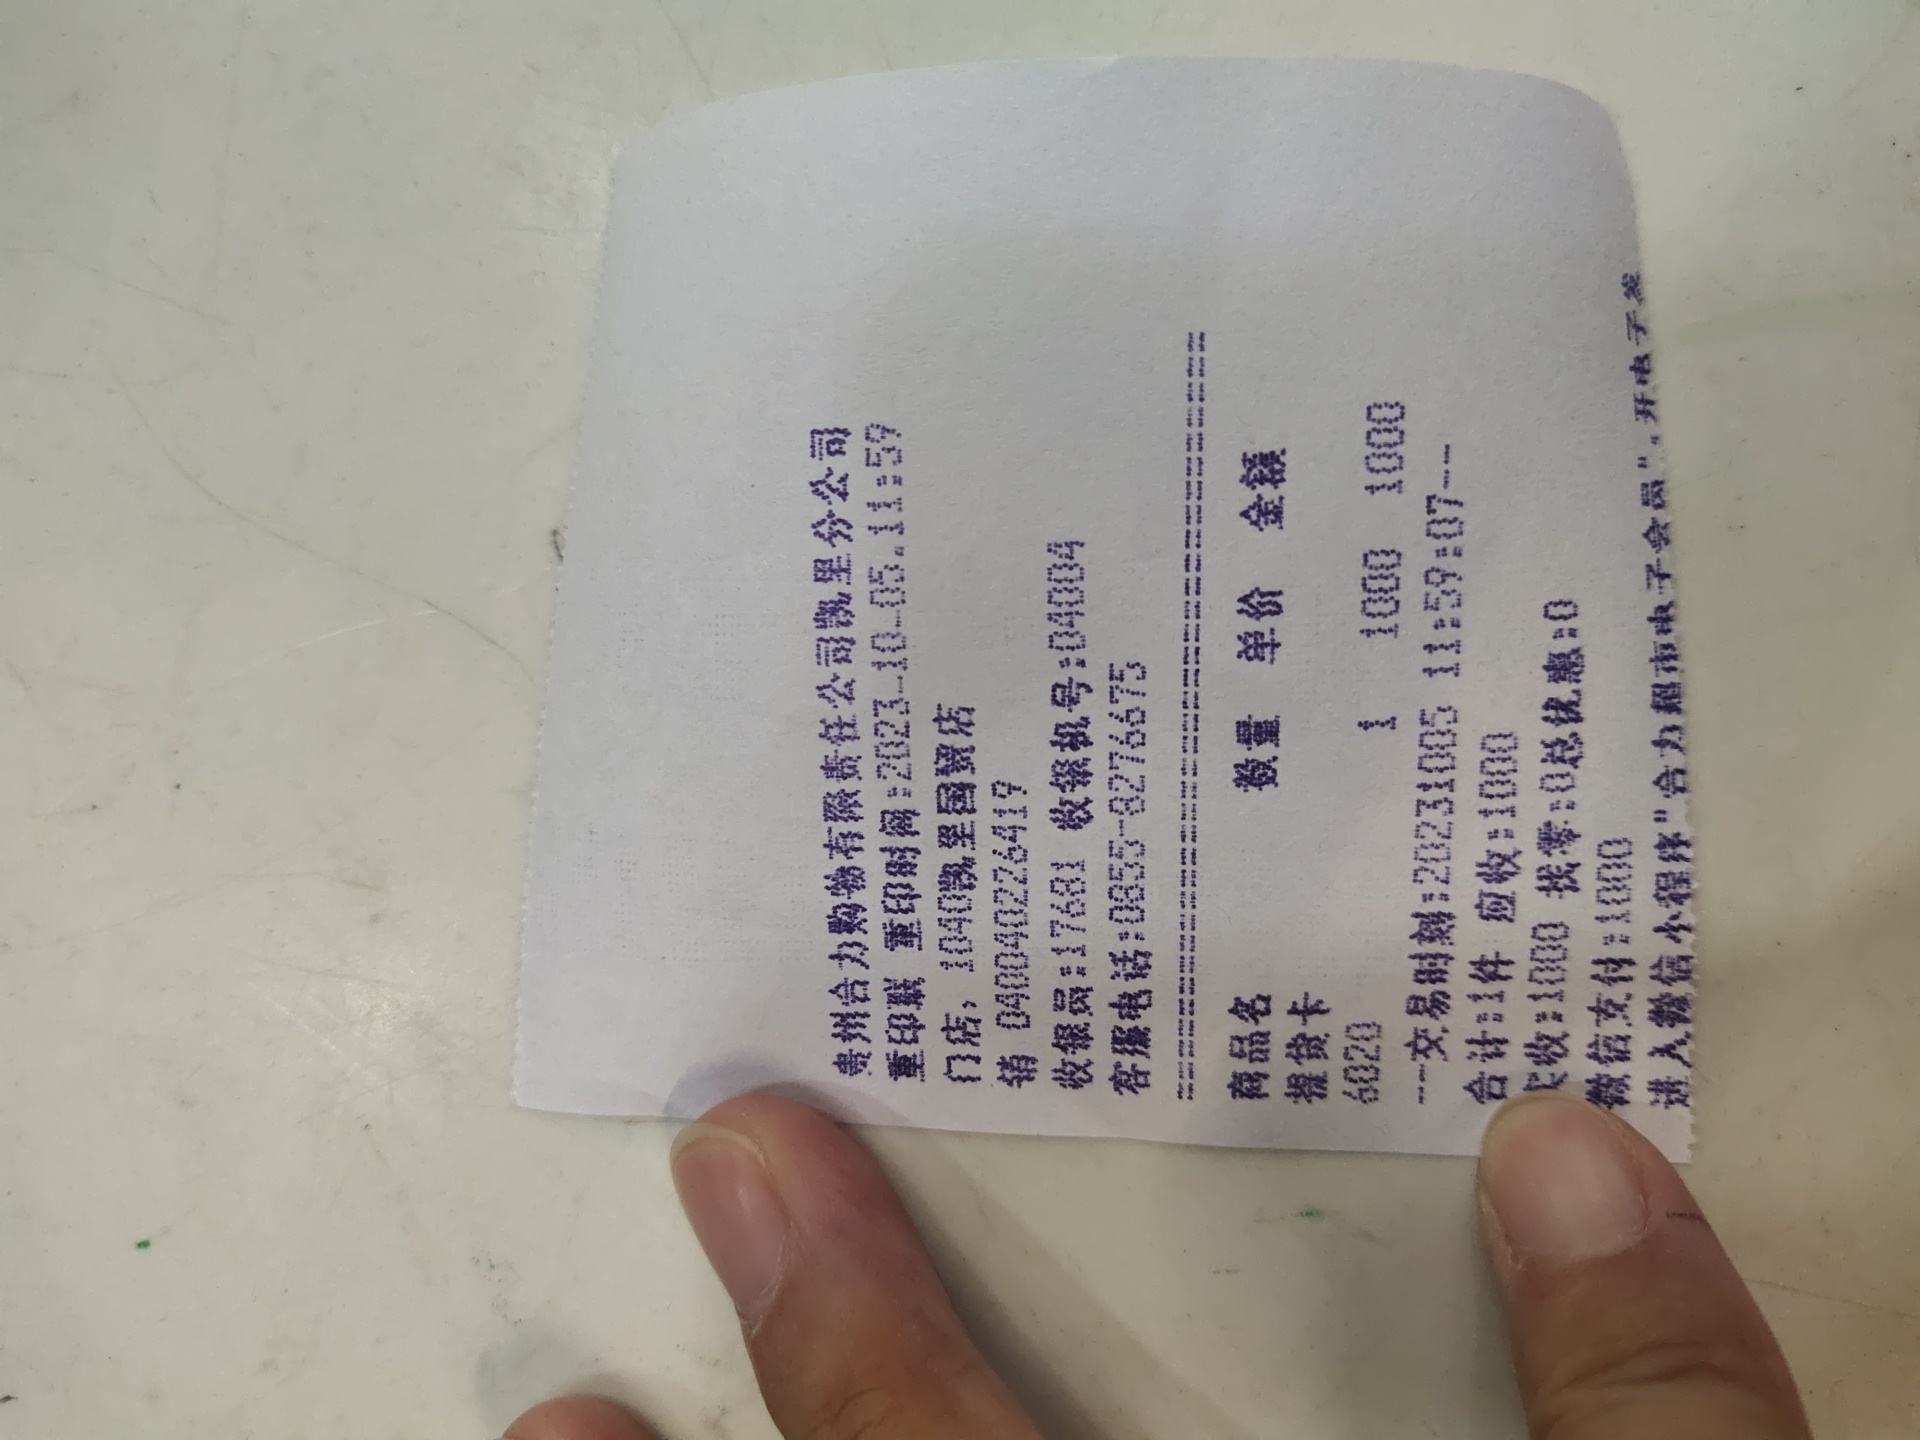 贵州合力购物有限责任公司凯里分公司
重印联 重印时间:2023-10-05.11:59
门店, 1040凯里国贸店
销 040040226419
收银员:17681 收银机号:04004
客服电话:0855-8276675
========================================
商品名 数量 单价 金额
提货卡
6020 1 1000 1000
---交易时刻:20231005 11:59:07--
合计:1件 应收:1000
实收:1000 找零:0总优惠:0
微信支付:1000
进入微信小程序"合力超市电子会员".开电子发